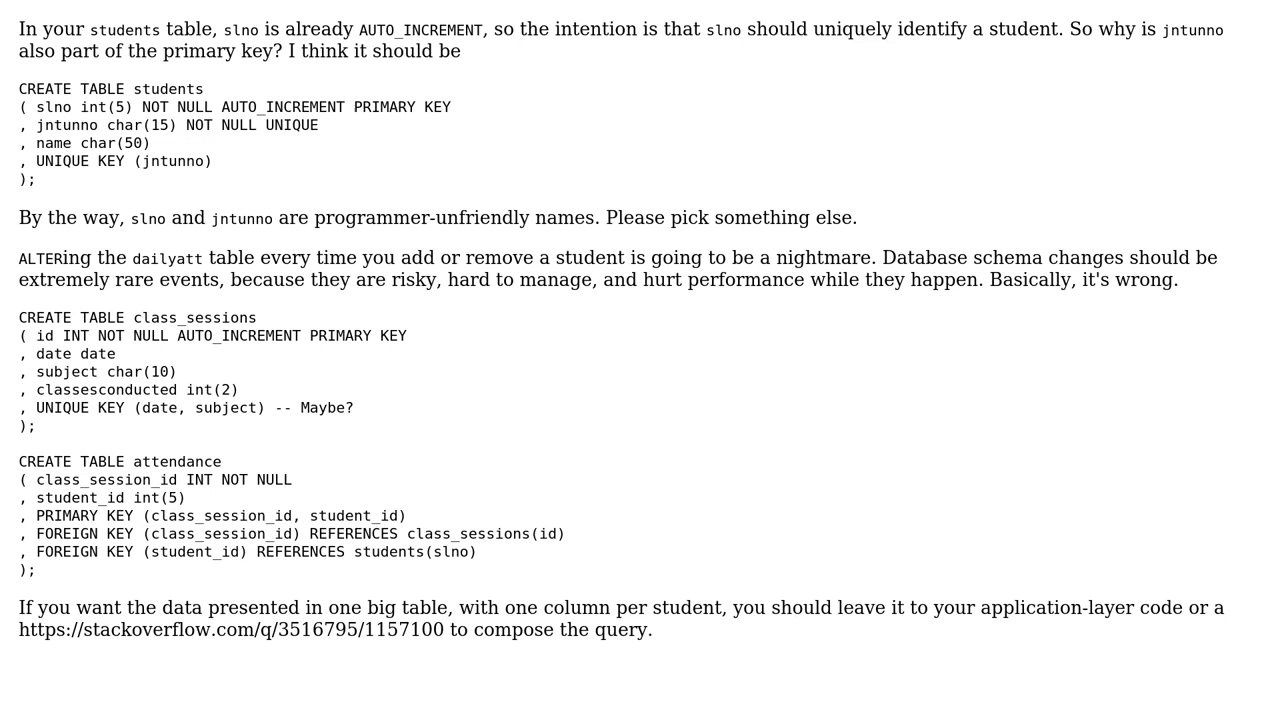 In your students table, slno is already AUTO_INCREMENT, so the intention is that slno should uniquely identify a student. So why is jntunno
also part of the primary key? I think it should be
CREATE TABLE students
( slno int(5) NOT NULL AUTO_INCREMENT PRIMARY KEY
, jntunno char(15) NOT NULL UNIQUE
, name char(50)
, UNIQUE KEY (jntunno)
);
By the way, slno and jntunno are programmer-unfriendly names. Please pick something else.
ALTERing the dailyatt table every time you add or remove a student is going to be a nightmare. Database schema changes should be
extremely rare events, because they are risky, hard to manage, and hurt performance while they happen. Basically, it's wrong.
CREATE TABLE class_sessions
( id INT NOT NULL AUTO_INCREMENT PRIMARY KEY
, date date
, subject char(10)
, classesconducted int(2)
, UNIQUE KEY (date, subject) -- Maybe?
);
CREATE TABLE attendance
( class_session_id INT NOT NULL
, student_id int(5)
, PRIMARY KEY (class_session_id, student_id)
, FOREIGN KEY (class_session_id) REFERENCES class_sessions(id)
, FOREIGN KEY (student_id) REFERENCES students(slno)
);
If you want the data presented in one big table, with one column per student, you should leave it to your application-layer code or a
https://stackoverflow.com/q/3516795/1157100 to compose the query.